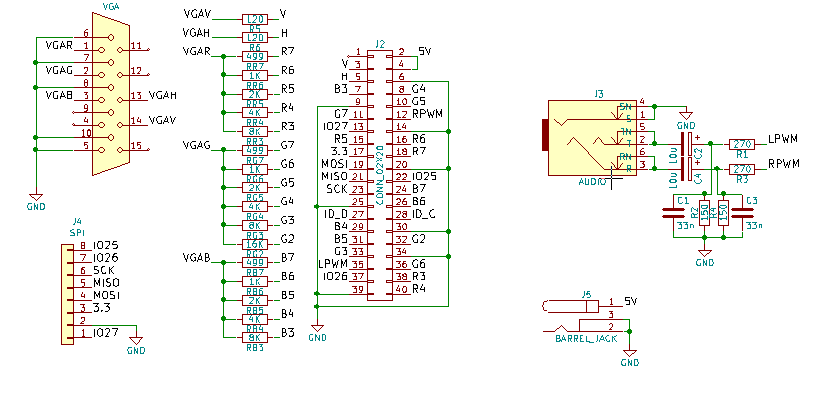 VGA
6
VGAR 1 11
7
VGAG 2 12
8
VGAB 3 13 VGAH
9
4 14 VGAV
10
5 15
GND
J4
SPI
8 IO25
7 IO26
6 SCK
5 MISO
4 MOSI
3 3.3
2
1 IO27
GND
VGAV L20 V
R5
VGAH L20 H
R6
VGAR 499 R7
RR7
1K R6
RR6
2K R5
RR5
4K R4
RR4
8K R3
RR3
VGAG 499 G7
RG7
1K G6
RG6
2K G5
RG5
4K G4
RG4
8K G3
RG3
16K G2
RG2
VGAB 499 B7
RB7
1K B6
RB6
2K B5
RB5
4K B4
RB4
8K B3
RB3
J2
1 2 5V
V 3 4
H 5 6
B3 7 8 G4
9 10 G5
G7 11 12 RPWM
IO27 13 14
R5 15 16 R6
3.3 17 18 R7
MOSI 19 20
MISO 21 22 IO25
SCK 23 24 B7
25 26 B6
ID_D 27 28 ID_C
B4 29 30
B5 31 32 G2
G3 33 34
LPWM 35 36 G6
IO26 37 38 R3
39 40 R4
CONN_02X20
GND
J3
SN 4
S 1
TN 5
T 2
RN 6
R 3
AUDIO
GND
L0u L0u
C4 + + C2
270 LPWM
R1
270 RPWM
R3
C1
33n
R2
150
R4
150
C3
33n
GND
J5
1 5V
3
2
BARREL_JACK
GND